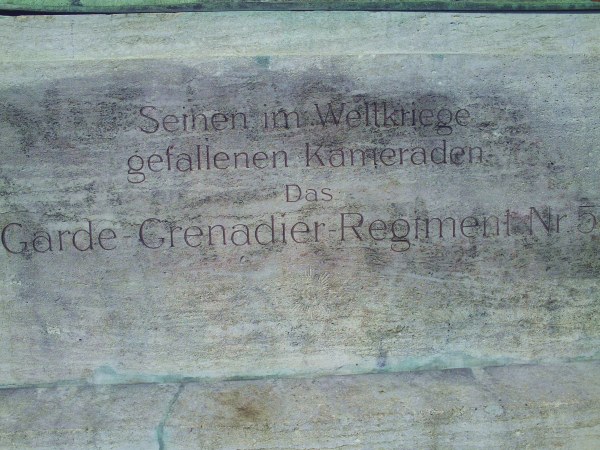 Seinen im Weltkriege
gefallenen Kameraden
Das
Garde-Grenadier-Regiment Nr 5